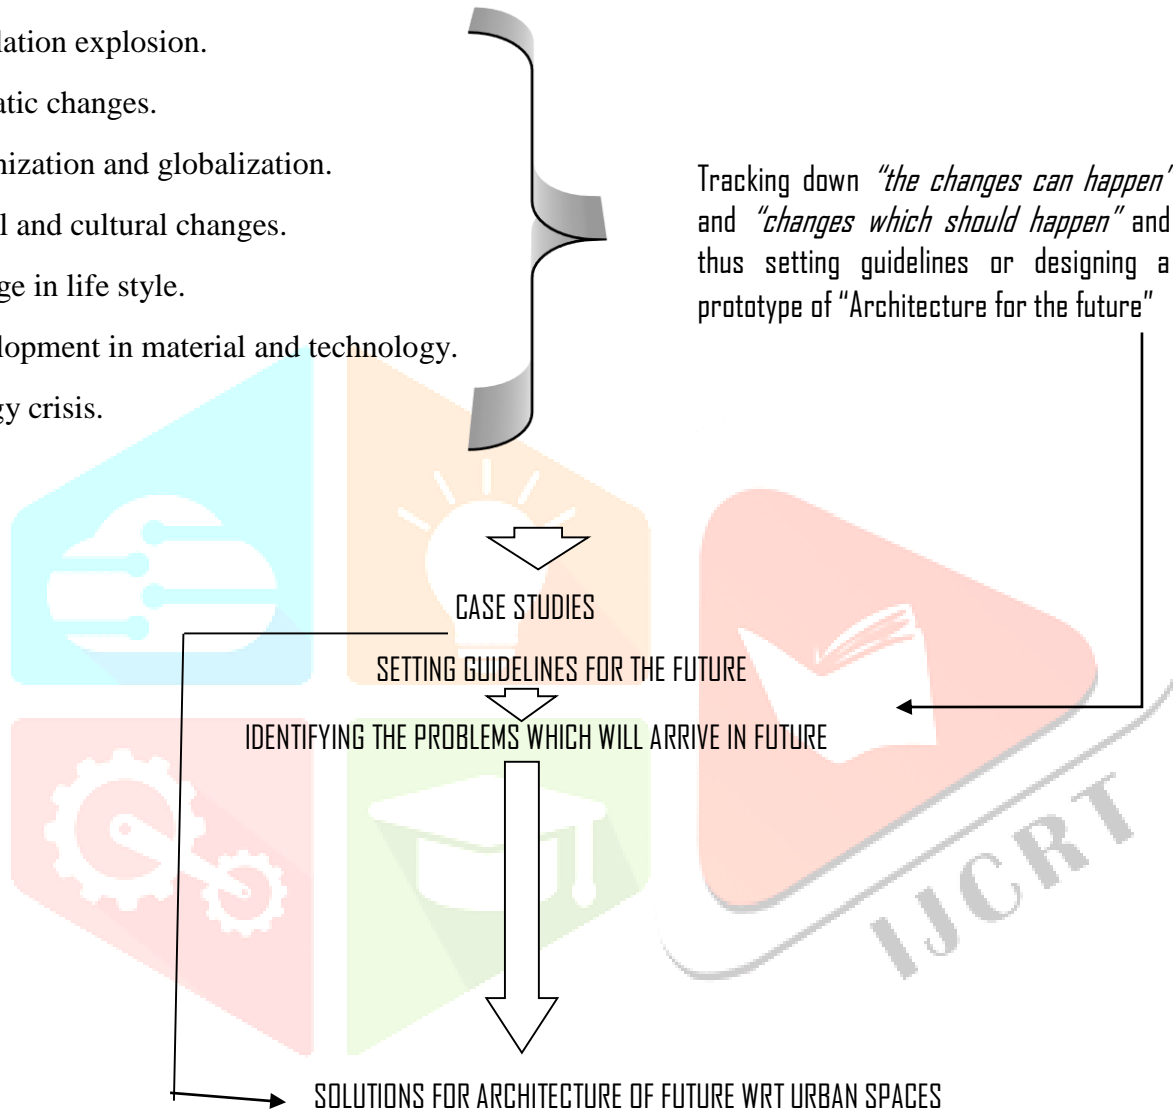 lation explosion.
atic changes.
nization and globalization.
l and cultural changes.
ge in life style.
lopment in material and technology.
gy crisis.
Tracking down “the changes can happen”
and “changes which should happen” and
thus setting guidelines or designing a
prototype of “Architecture for the future”
CASE STUDIES
SETTING GUIDELINES FOR THE FUTURE
IDENTIFYING THE PROBLEMS WHICH WILL ARRIVE IN FUTURE
IJCRT
SOLUTIONS FOR ARCHITECTURE OF FUTURE WRT URBAN SPACES